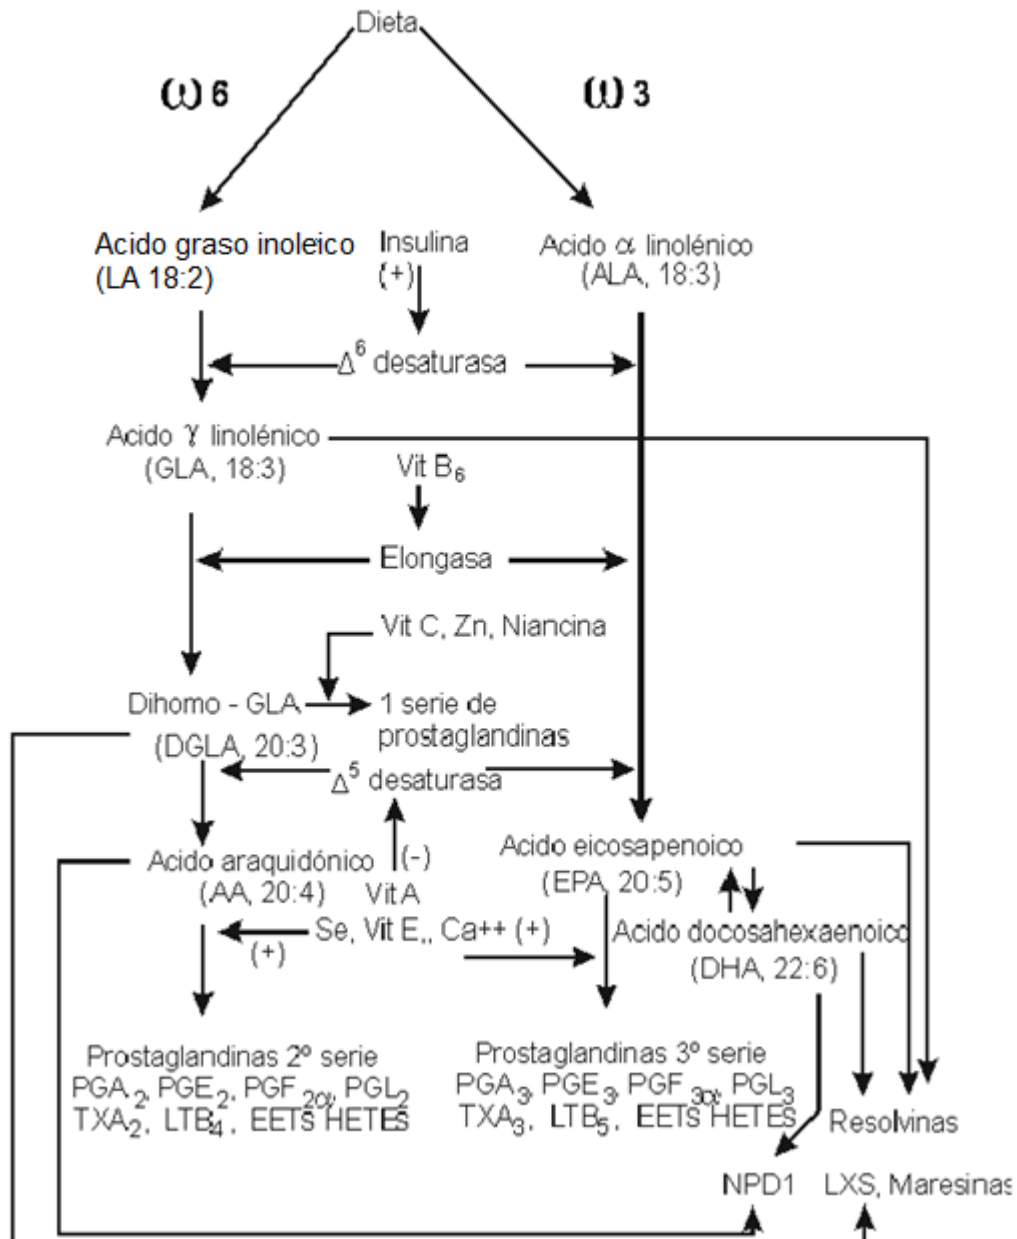 Dieta
ω 6
ω 3
Acido graso inoleico
(LA 18:2)
Insulina
(+)
Acido α linolénico
(ALA, 18:3)
Δ⁶ desaturasa
Acido γ linolénico
(GLA, 18:3)
Vit B₆
Elongasa
Vit C, Zn, Niancina
Dihomo - GLA
(DGLA, 20:3)
1 serie de
prostaglandinas
Δ⁵ desaturasa
Acido araquidónico
(AA, 20:4)
(-)
Vit A
Acido eicosapenoico
(EPA, 20:5)
Se, Vit E,, Ca++ (+)
(+)
Acido docosahexaenoico
(DHA, 22:6)
Prostaglandinas 2º serie
PGA₂, PGE₂, PGF₂α, PGL₂
TXA₂, LTB₄, EETs HETES
Prostaglandinas 3º serie
PGA₃, PGE₃, PGF₃α, PGL₃
TXA₃, LTB₅, EETs HETES
Resolvinas
NPD1
LXS, Maresinas